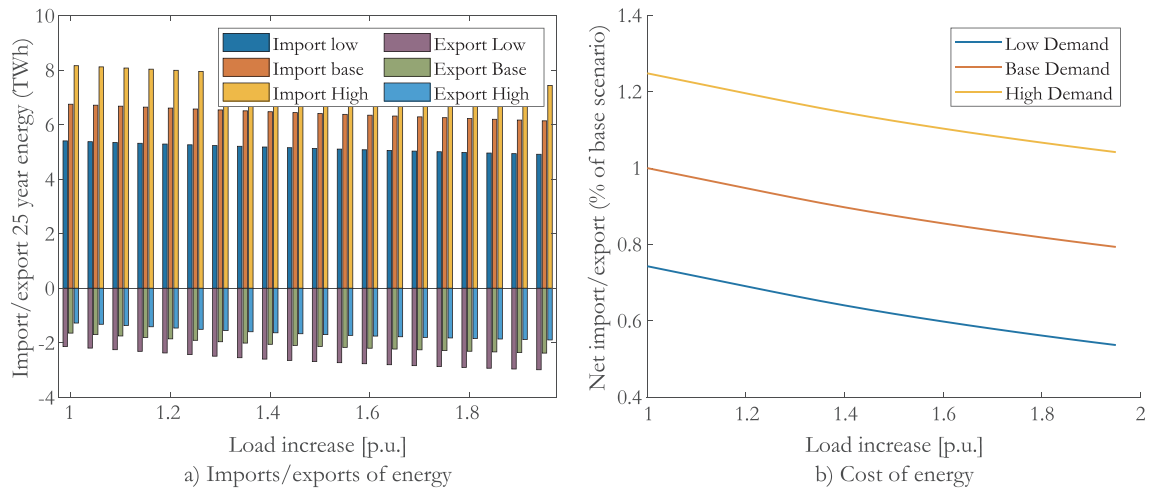 10
8
6
4
2
0
-2
-4
Import/export 25 year energy (TWh)
Import low
Import base
Import High
Export Low
Export Base
Export High
1
1.2
1.4
1.6
1.8
Load increase [p.u.]
a) Imports/exports of energy
1.4
1.2
1
0.8
0.6
0.4
Net import/export (% of base scenario)
Low Demand
Base Demand
High Demand
1
1.2
1.4
1.6
1.8
2
Load increase [p.u.]
b) Cost of energy